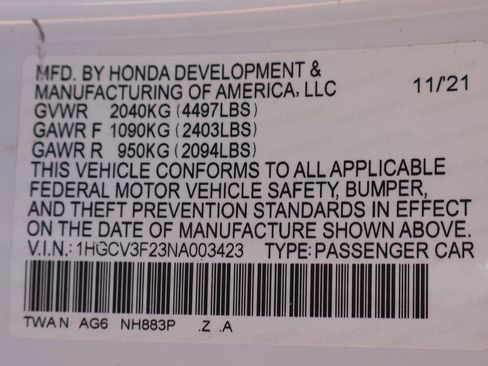 MFD. BY HONDA DEVELOPMENT &
MANUFACTURING OF AMERICA, LLC 11/'21
GVWR 2040KG (4497LBS)
GAWR F 1090KG (2403LBS)
GAWR R 950KG (2094LBS)
THIS VEHICLE CONFORMS TO ALL APPLICABLE
FEDERAL MOTOR VEHICLE SAFETY, BUMPER,
AND THEFT PREVENTION STANDARDS IN EFFECT
ON THE DATE OF MANUFACTURE SHOWN ABOVE.
V.I.N.: 1HGCV3F23NA003423 TYPE: PASSENGER CAR
TWAN AG6 NH883P .Z .A